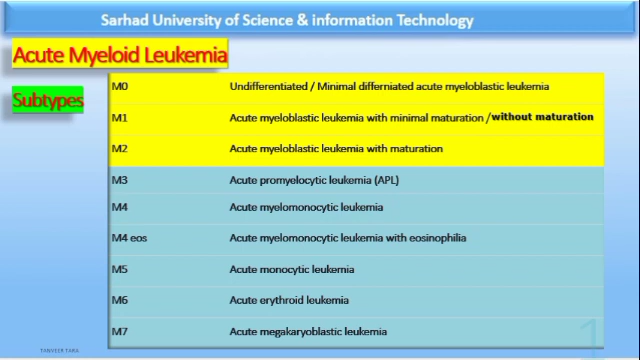 Sarhad University of Science & information Technology
Acute Myeloid Leukemia
Subtypes
M0 Undifferentiated / Minimal differniated acute myeloblastic leukemia
M1 Acute myeloblastic leukemia with minimal maturation /without maturation
M2 Acute myeloblastic leukemia with maturation
M3 Acute promyelocytic leukemia (APL)
M4 Acute myelomonocytic leukemia
M4 eos Acute myelomonocytic leukemia with eosinophilia
M5 Acute monocytic leukemia
M6 Acute erythroid leukemia
M7 Acute megakaryoblastic leukemia
1
TANVEER TARA